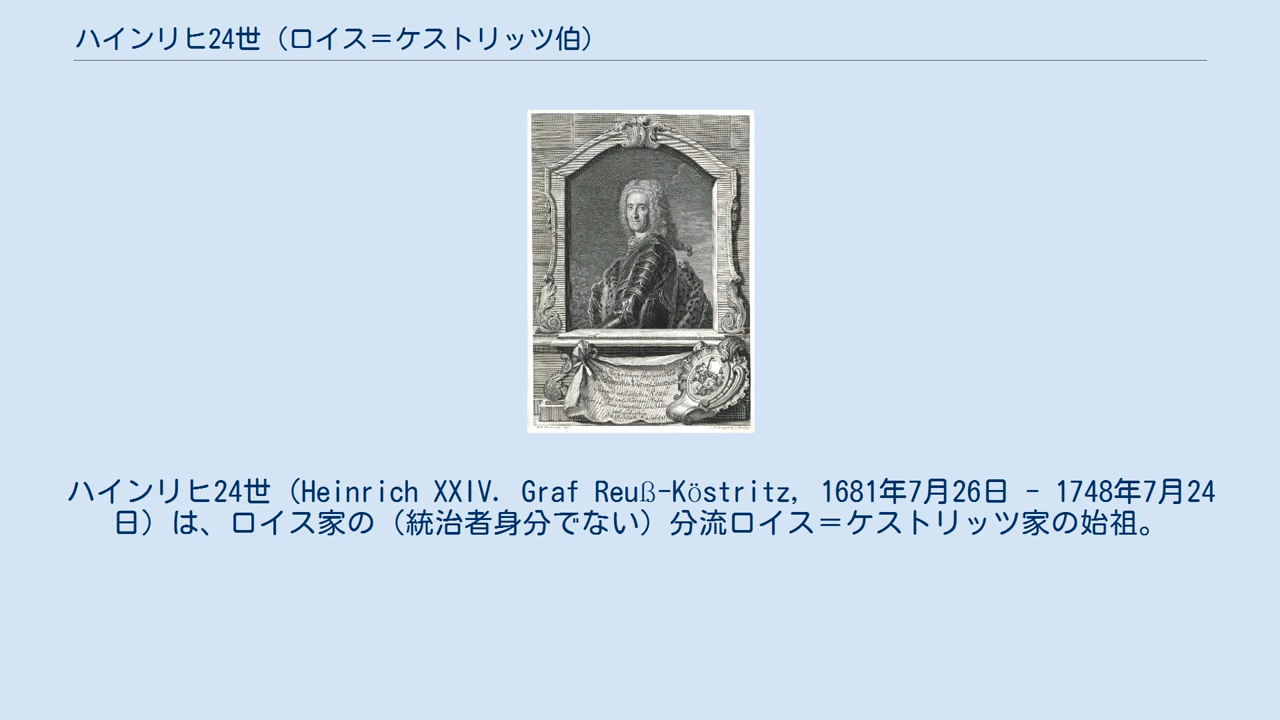 ハインリヒ24世（ロイス＝ケストリッツ伯）
ハインリヒ24世（Heinrich XXIV. Graf Reuß-Köstritz, 1681年7月26日 - 1748年7月24
日）は、ロイス家の（統治者身分でない）分流ロイス＝ケストリッツ家の始祖。